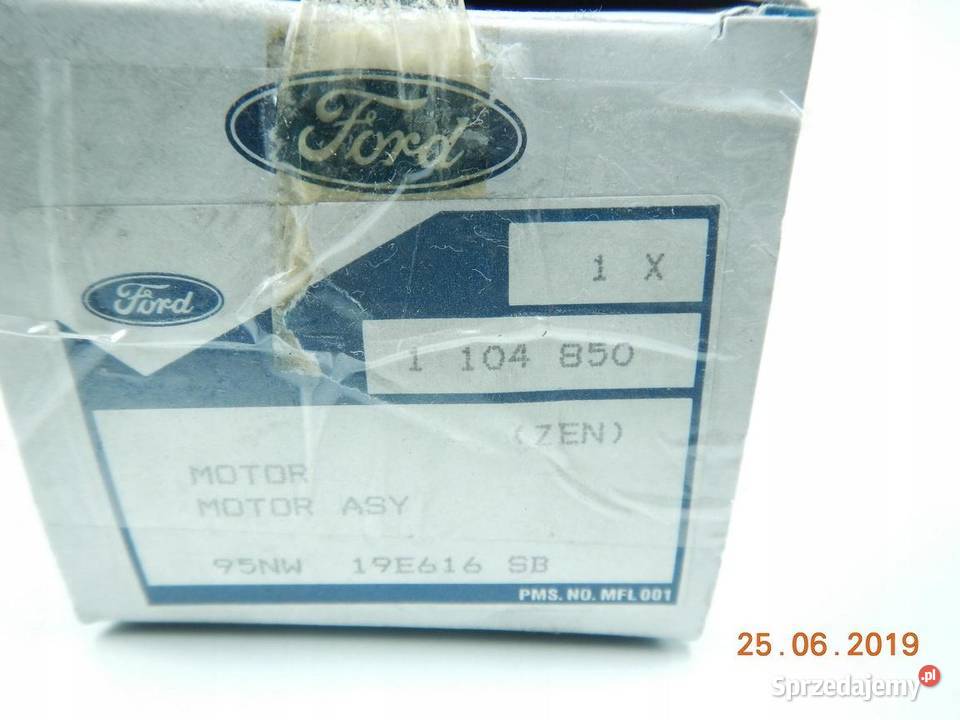 Ford
1 X
Ford
1 104 850
(ZEN)
MOTOR
MOTOR ASY
95NW 19E616 SB
PMS. NO. MFL001
25.06.2019
Sprzedajemy.pl